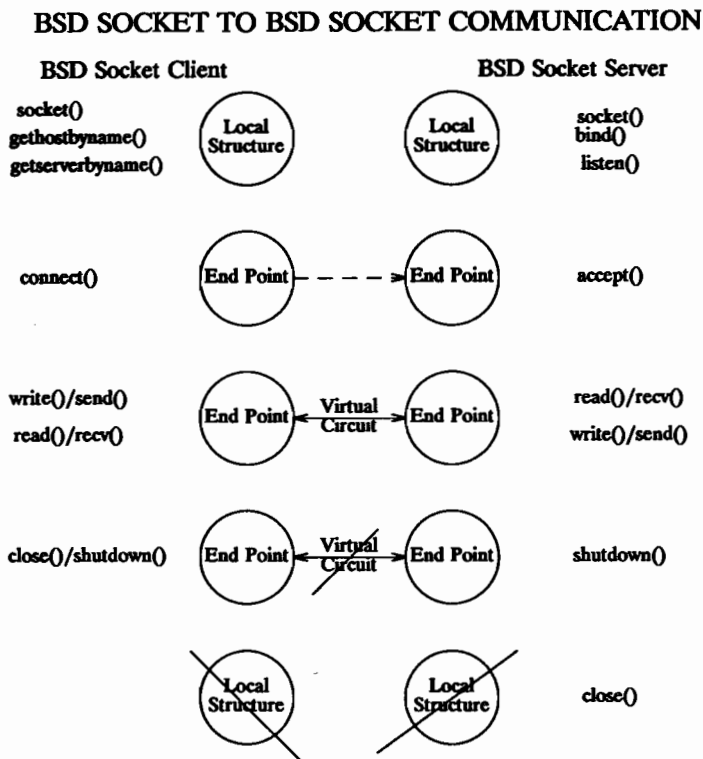 BSD SOCKET TO BSD SOCKET COMMUNICATION
BSD Socket Client
BSD Socket Server
socket()
gethostbyname()
getserverbyname()
Local
Structure
Local
Structure
socket()
bind()
listen()
connect()
End Point
End Point
accept()
write()/send()
read()/recv()
End Point
Virtual
Circuit
End Point
read()/recv()
write()/send()
close()/shutdown()
End Point
Virtual
Circuit
End Point
shutdown()
Local
Structure
Local
Structure
close()